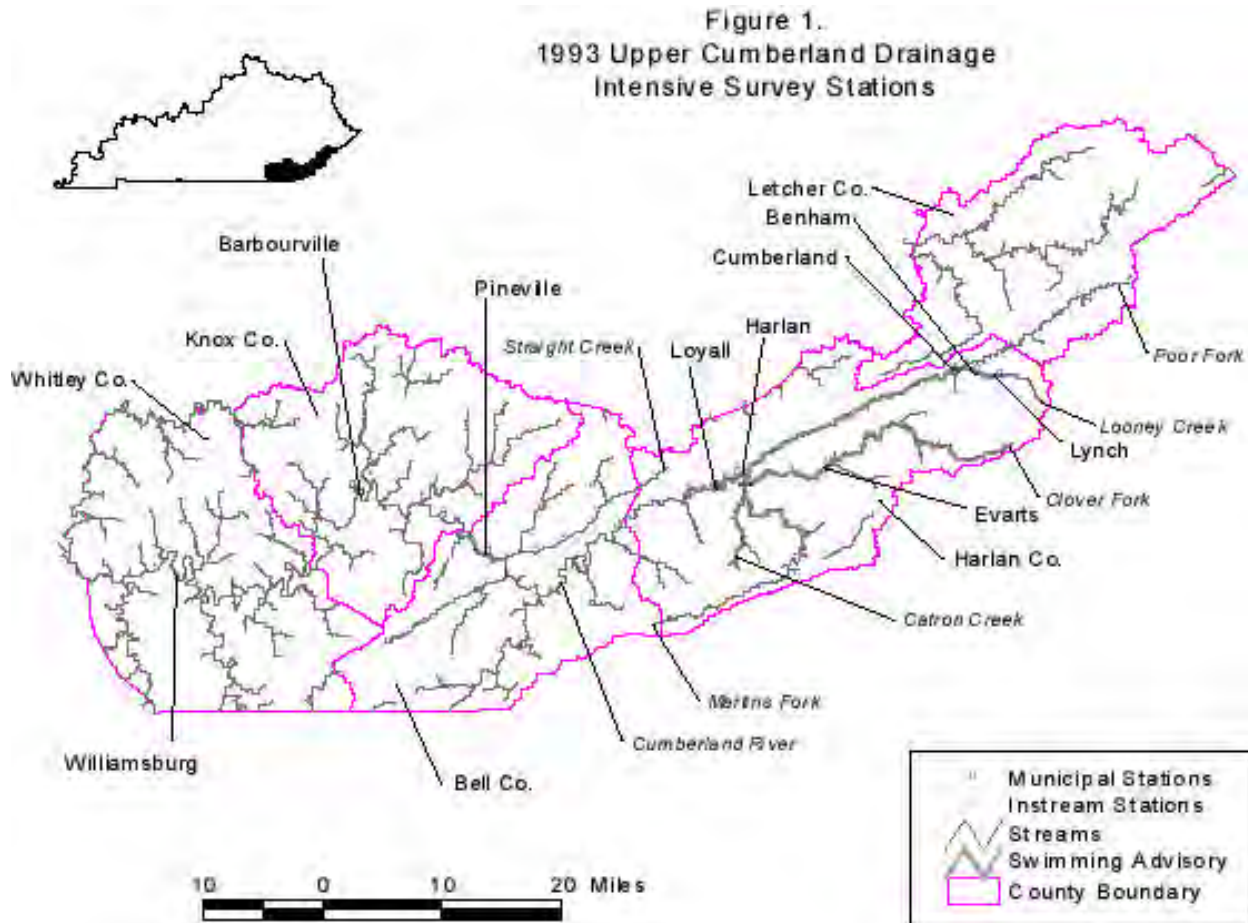 Figure 1.
1993 Upper Cumberland Drainage
Intensive Survey Stations
Letcher Co.
Benham
Cumberland
Barbourville
Pineville
Harlan
Knox Co.
Straight Creek
Loyall
Whitley Co.
Poor Fork
Looney Creek
Lynch
Clover Fork
Evarts
Harlan Co.
Catron Creek
Martins Fork
Cumberland River
Williamsburg
Bell Co.
Municipal Stations
Instream Stations
Streams
Swimming Advisory
County Boundary
10 0 10 20 Miles